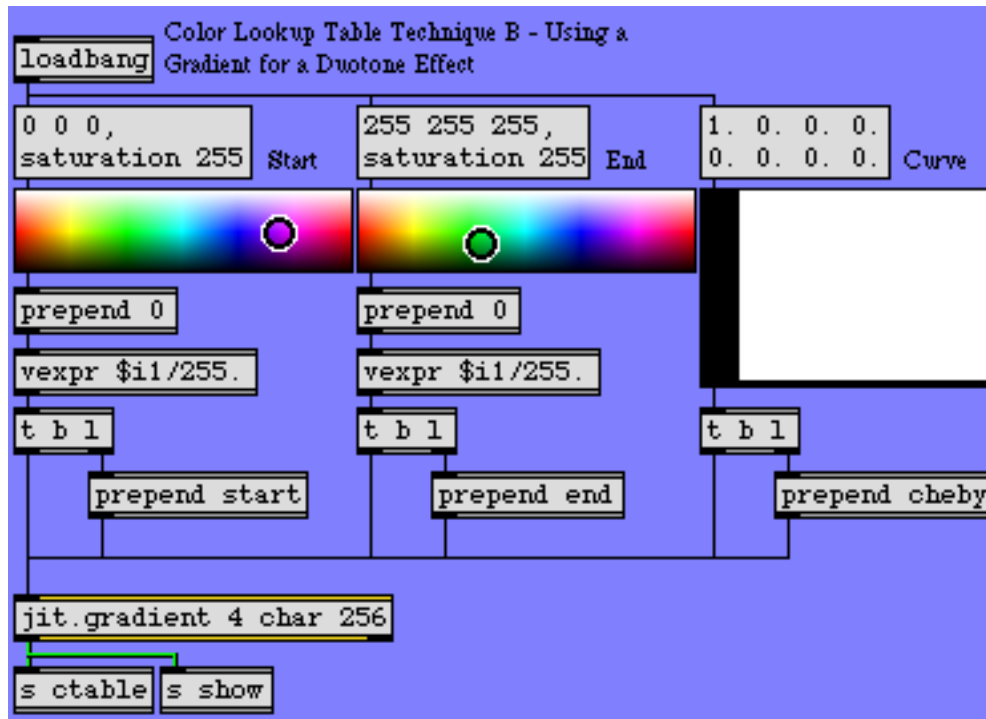 Color Lookup Table Technique B - Using a
Gradient for a Duotone Effect
loadbang
0 0 0,
saturation 255
Start
255 255 255,
saturation 255
End
1. 0. 0. 0.
0. 0. 0. 0.
Curve
prepend 0
prepend 0
vexpr $i1/255.
vexpr $i1/255.
t b l
t b l
t b l
prepend start
prepend end
prepend cheby
jit.gradient 4 char 256
s ctable
s show